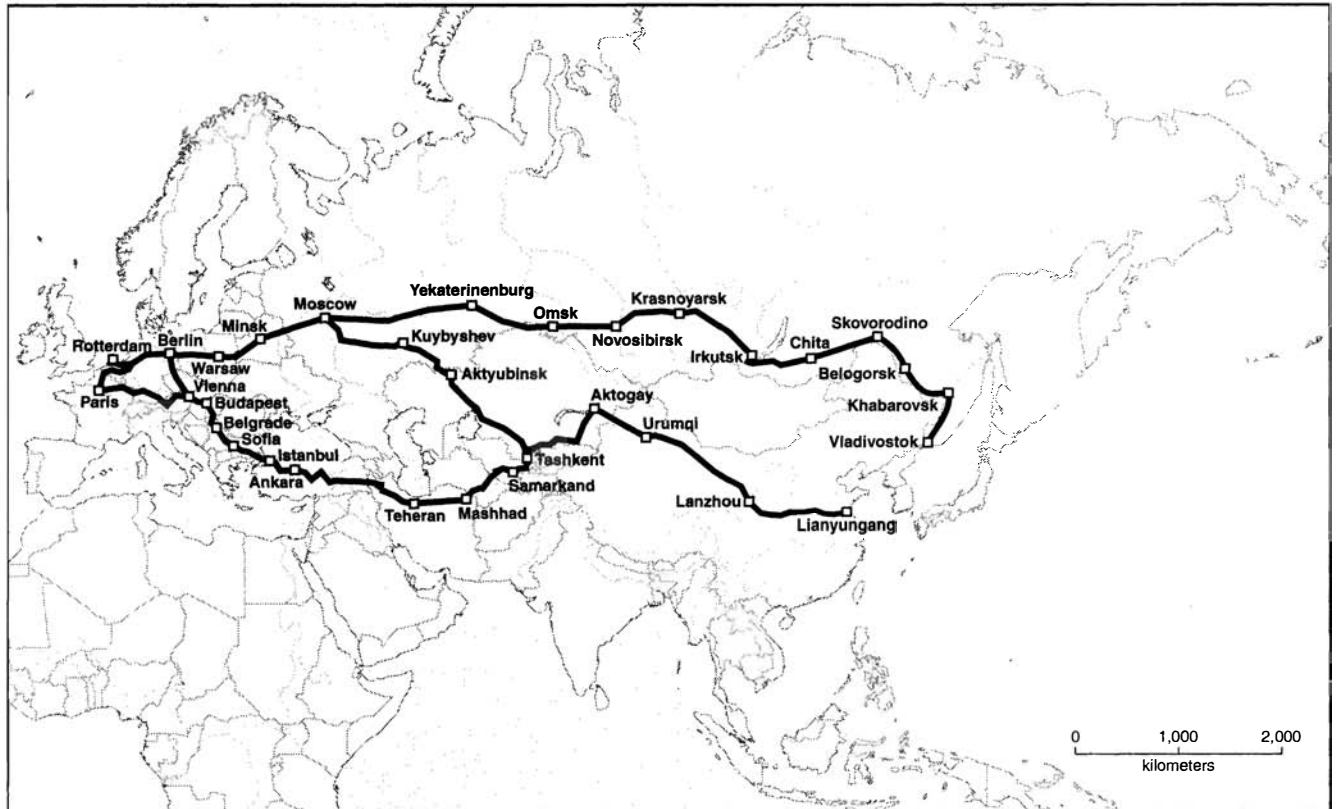 Yekaterinenburg
Krasnoyarsk
Moscow
Omsk
Skovorodino
Minsk
Kuybyshev
Novosibirsk
Chita
Rotterdam
Berlin
Irkutsk
Warsaw
Belogorsk
Aktyubinsk
Vienna
Paris
Budapest
Aktogay
Khabarovsk
Belgrade
Urumqi
Sofia
Vladivostok
Istanbul
Tashkent
Ankara
Samarkand
Teheran
Mashhad
Lanzhou
Lianyungang
0 1,000 2,000
kilometers